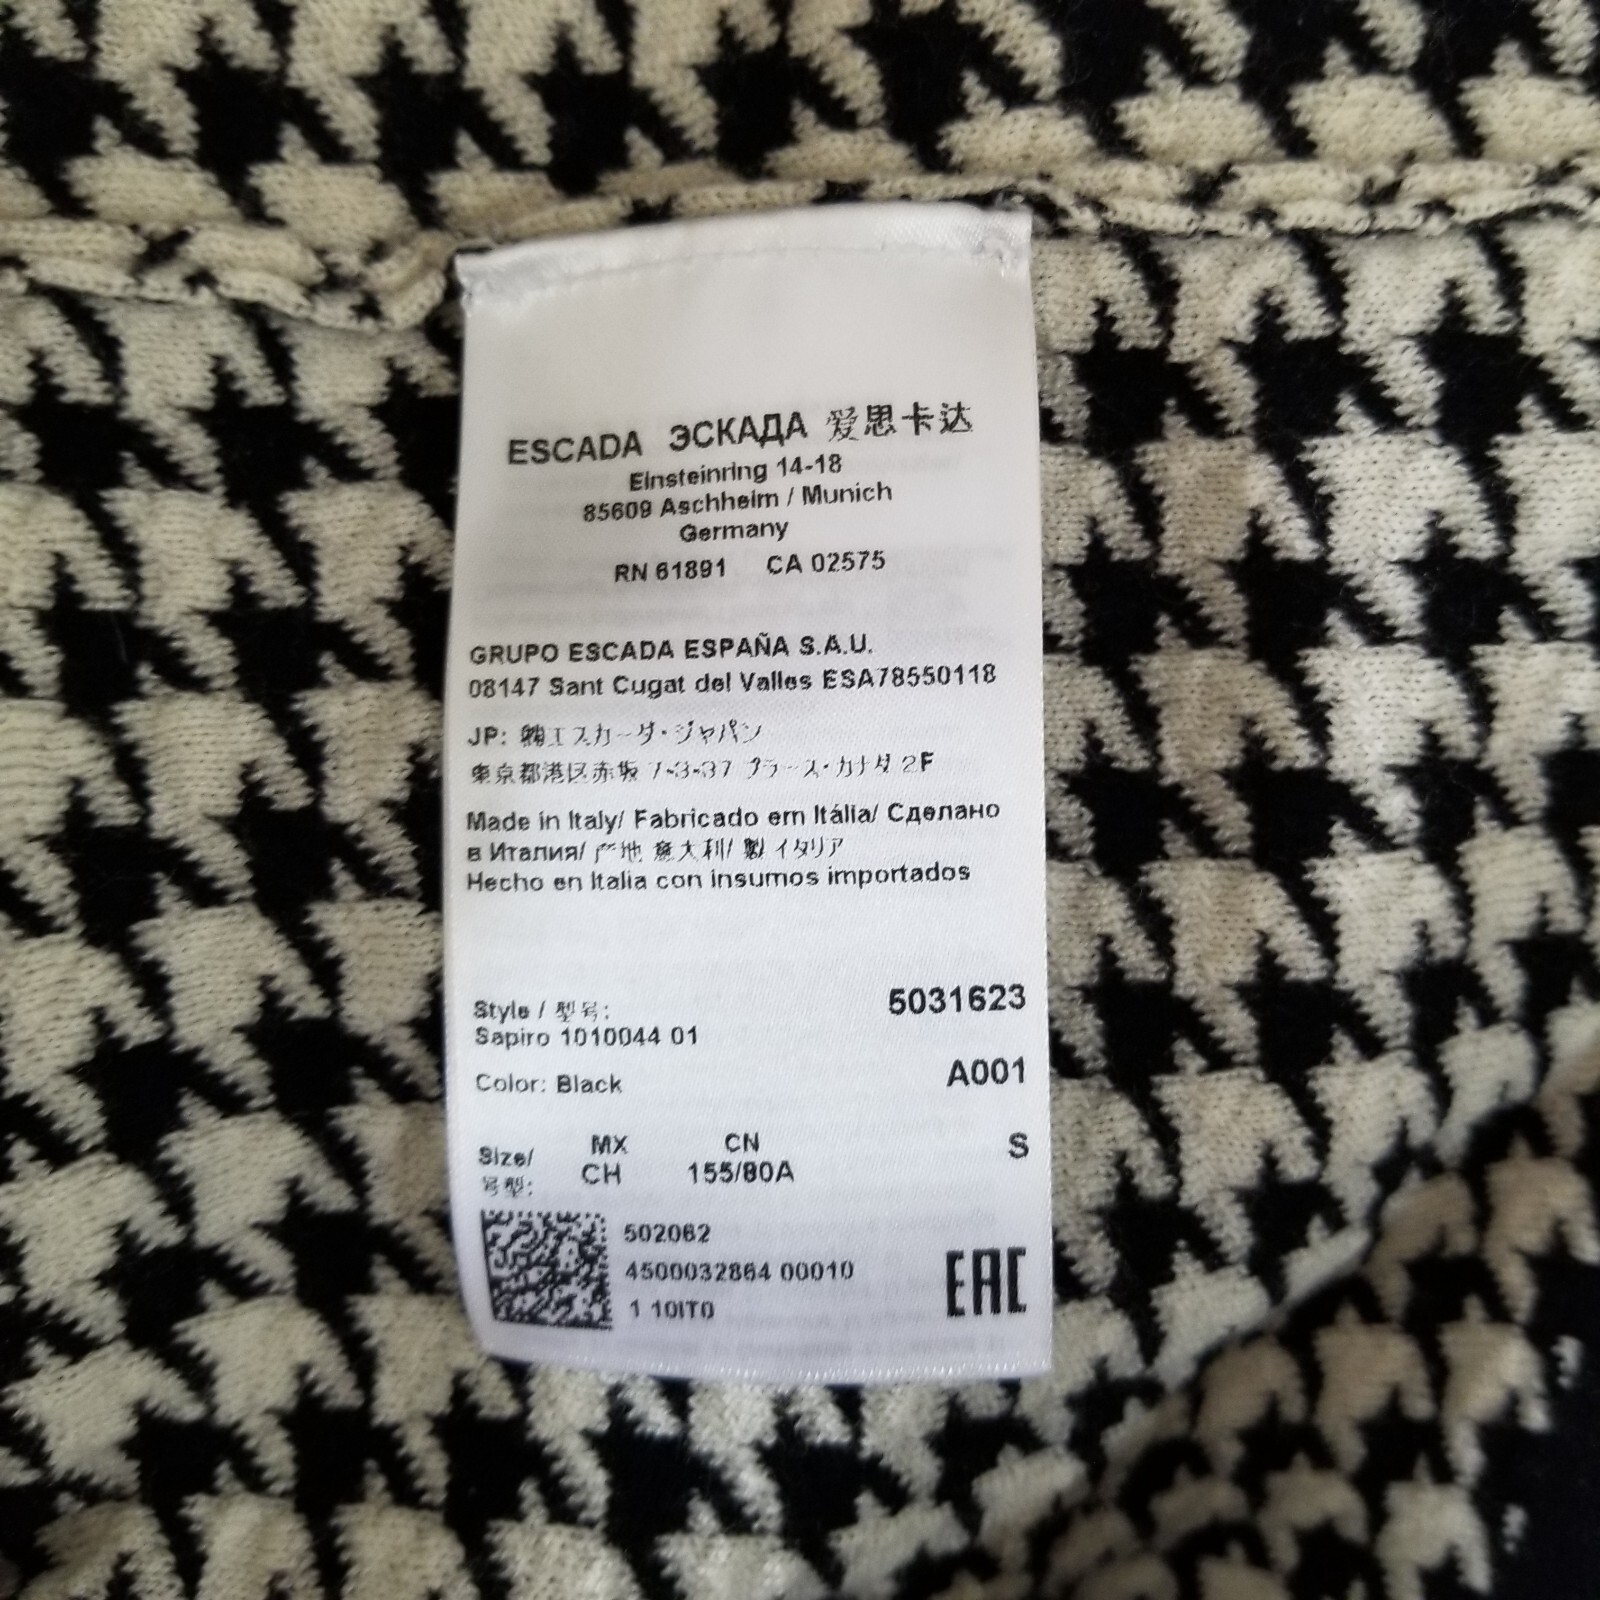 ESCADA ЭСКАДА 爱思卡达
Einsteinring 14-18
85609 Aschheim / Munich
Germany
RN 61891 CA 02575
GRUPO ESCADA ESPAÑA S.A.U.
08147 Sant Cugat del Valles ESA78550118
JP: ㈱エスカーダ・ジャパン
東京都港区赤坂 7-3-37 プラース・カナダ 2F
Made in Italy/ Fabricado em Itália/ Сделано
в Италия/ 产地 意大利/ 製 イタリア
Hecho en Italia con insumos importados
Style / 型号: 5031623
Sapiro 1010044 01
Color: Black A001
Size/ MX CN S
号型: CH 155/80A
502062
4500032864 00010
1 10IT0
EAC